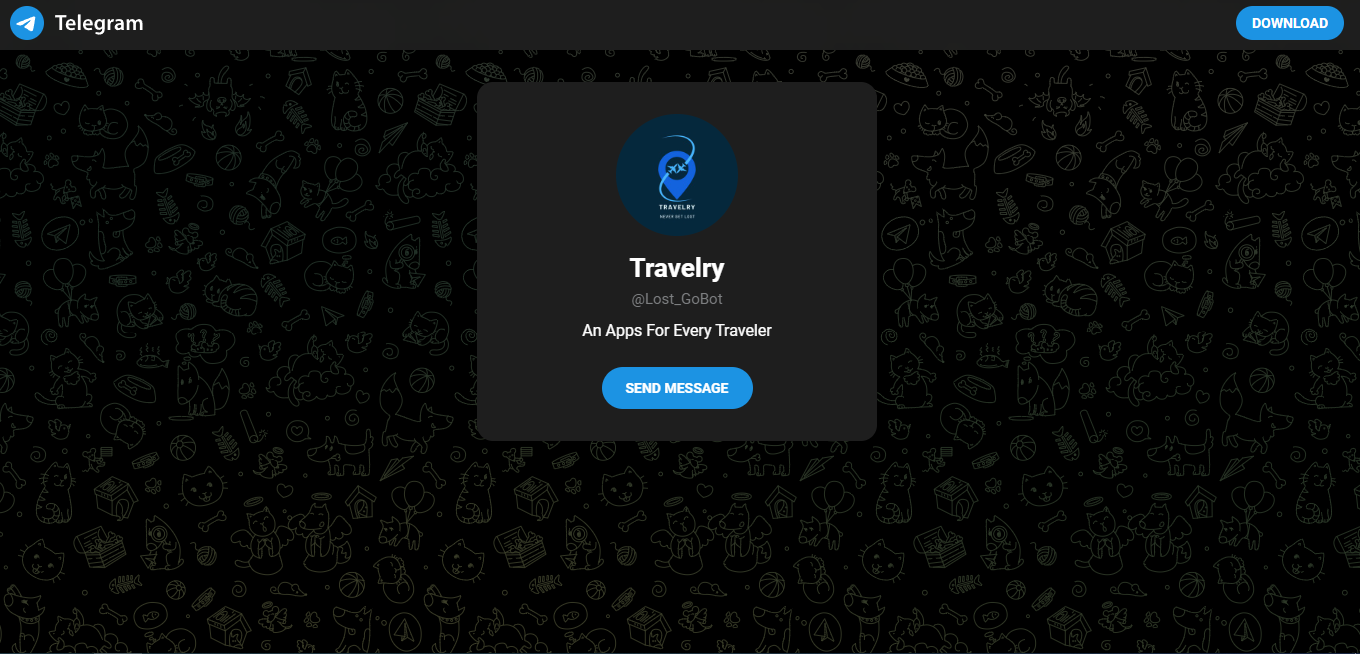 Telegram
DOWNLOAD
TRAVELRY
NEVER GET LOST
Travelry
@Lost_GoBot
An Apps For Every Traveler
SEND MESSAGE